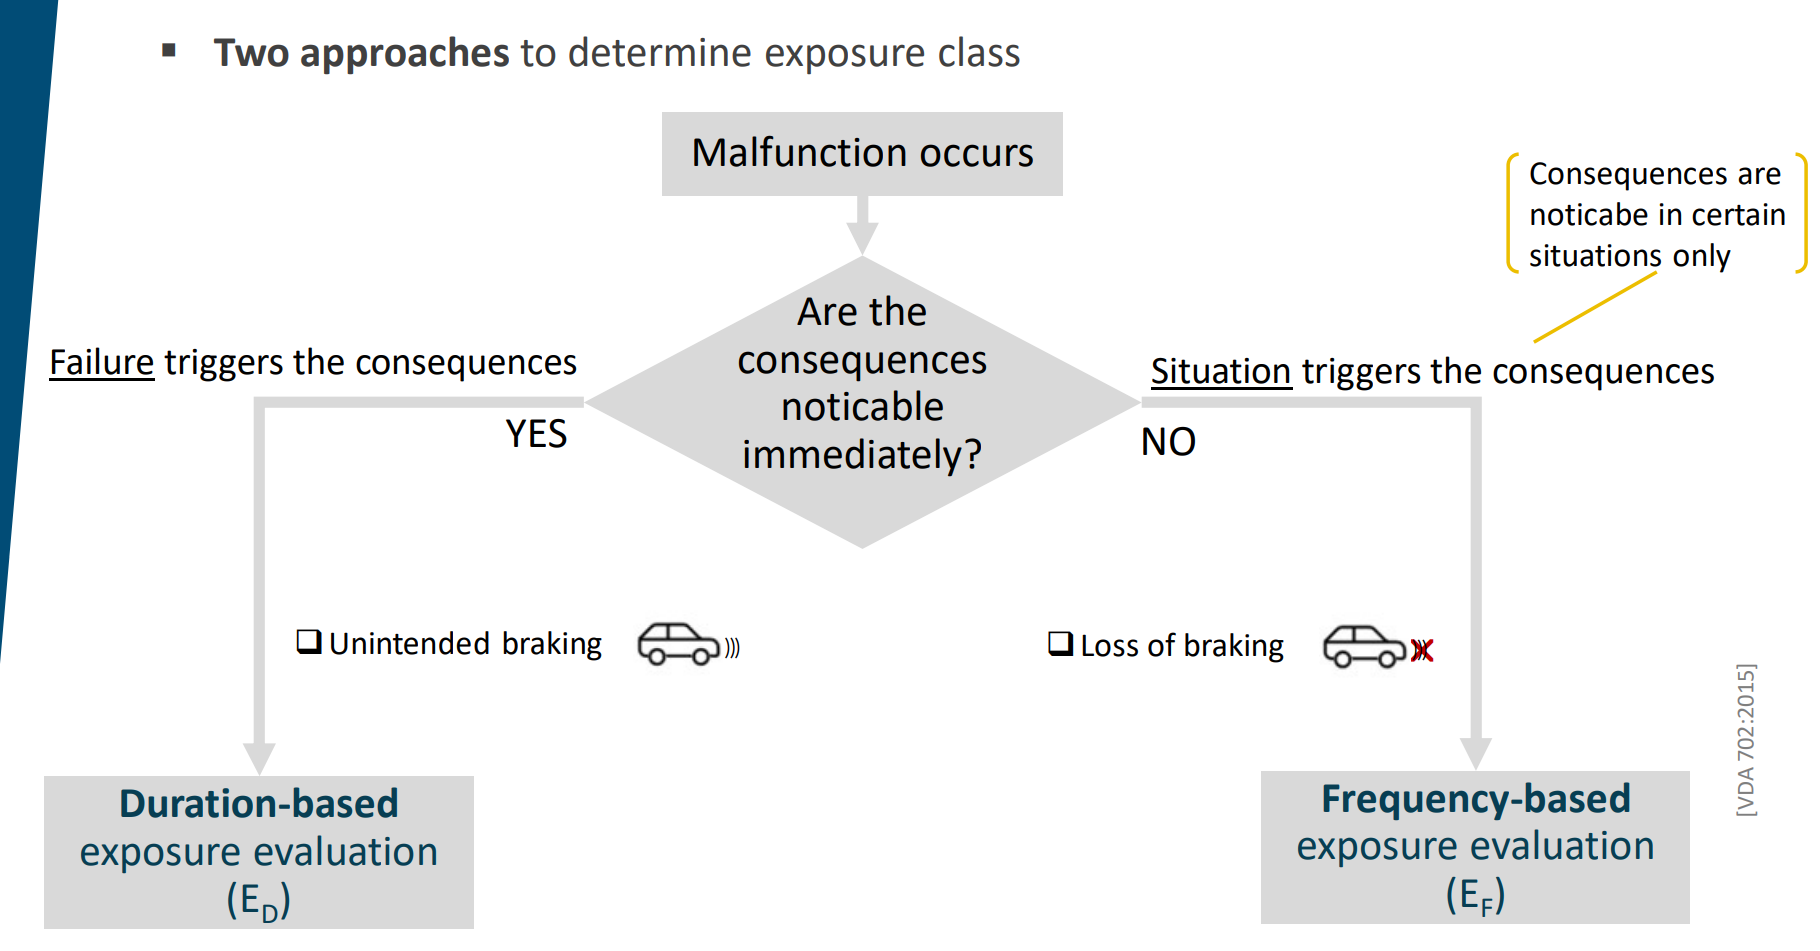 Two approaches to determine exposure class
Malfunction occurs
Consequences are
noticabe in certain
situations only
Are the
consequences
noticable
immediately?
Failure triggers the consequences
YES
Situation triggers the consequences
NO
Unintended braking
Loss of braking
[VDA 702:2015]
Duration-based
exposure evaluation
(ED)
Frequency-based
exposure evaluation
(EF)